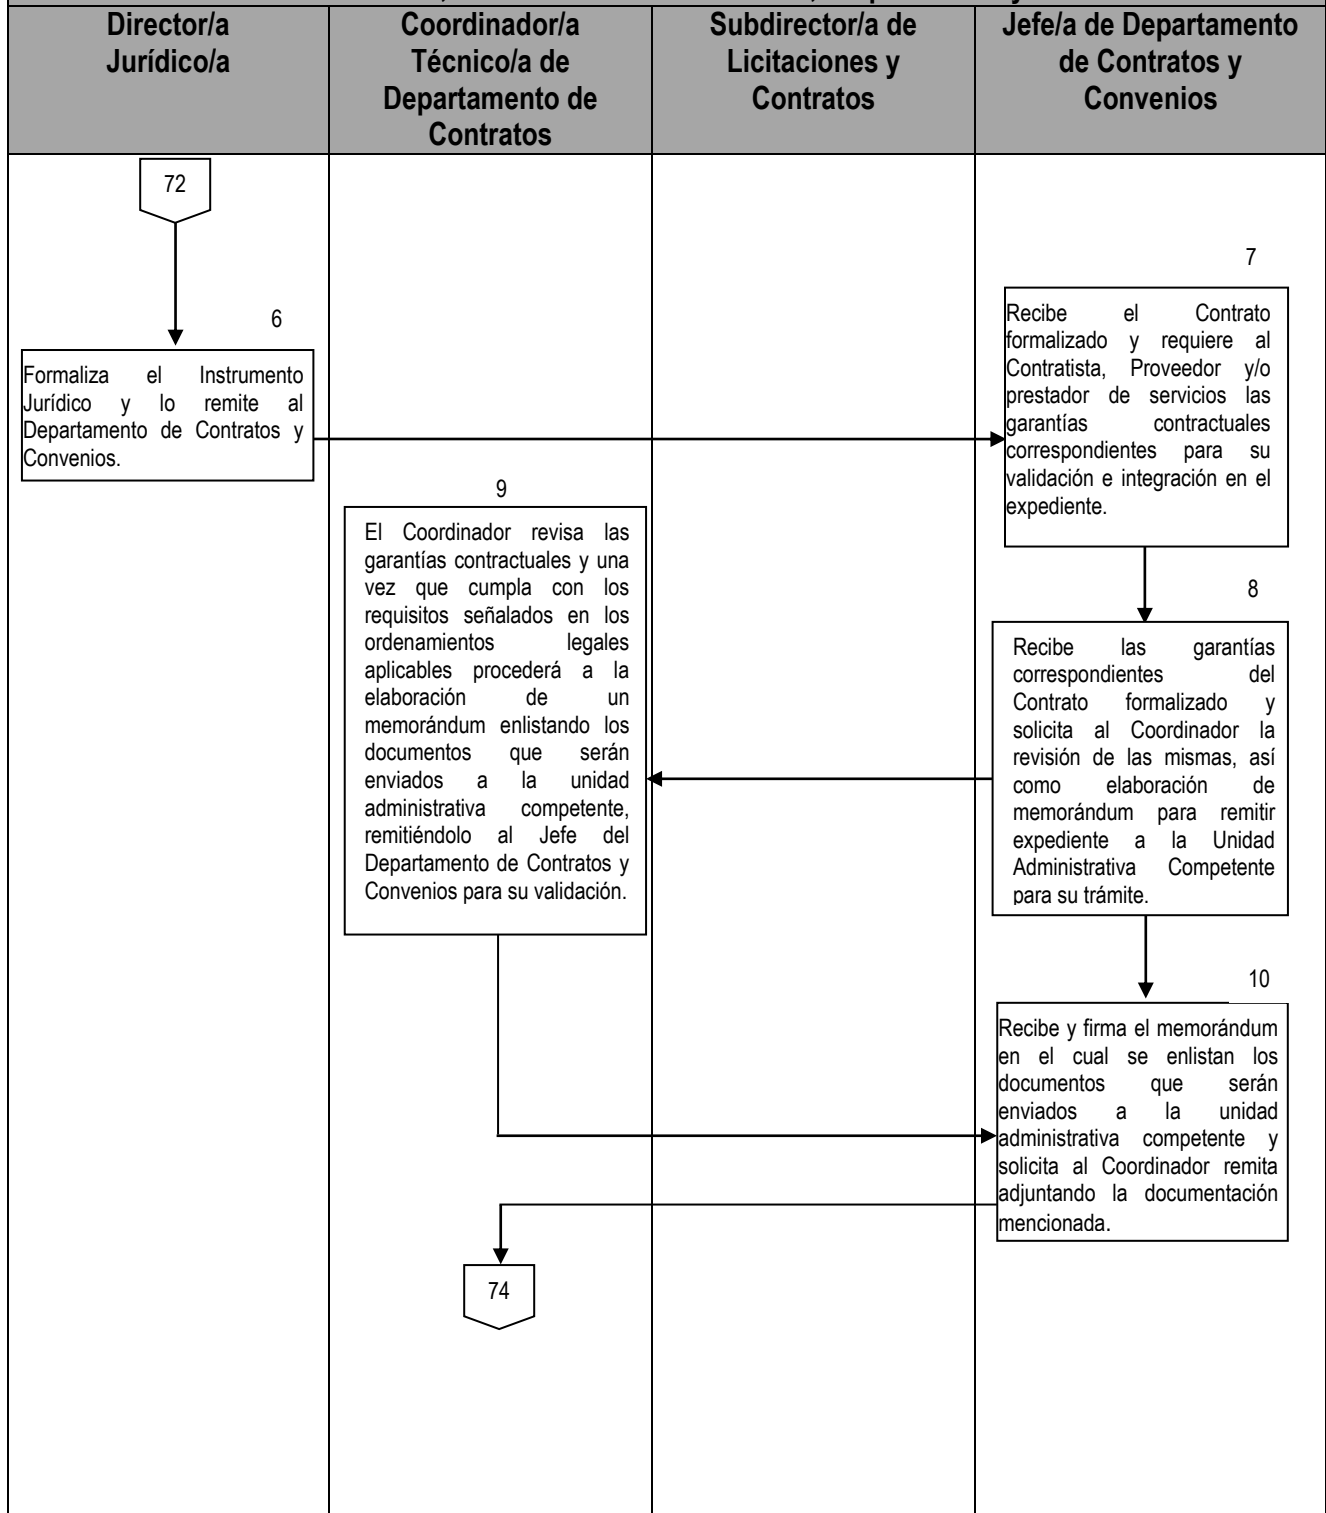 Director/a
Jurídico/a
Coordinador/a
Técnico/a de
Departamento de
Contratos
Subdirector/a de
Licitaciones y
Contratos
Jefe/a de Departamento
de Contratos y
Convenios
72
6
Formaliza el Instrumento
Jurídico y lo remite al
Departamento de Contratos y
Convenios.
7
Recibe el Contrato
formalizado y requiere al
Contratista, Proveedor y/o
prestador de servicios las
garantías contractuales
correspondientes para su
validación e integración en el
expediente.
8
Recibe las garantías
correspondientes del
Contrato formalizado y
solicita al Coordinador la
revisión de las mismas, así
como elaboración de
memorándum para remitir
expediente a la Unidad
Administrativa Competente
para su trámite.
9
El Coordinador revisa las
garantías contractuales y una
vez que cumpla con los
requisitos señalados en los
ordenamientos legales
aplicables procederá a la
elaboración de un
memorándum enlistando los
documentos que serán
enviados a la unidad
administrativa competente,
remitiéndolo al Jefe del
Departamento de Contratos y
Convenios para su validación.
10
Recibe y firma el memorándum
en el cual se enlistan los
documentos que serán
enviados a la unidad
administrativa competente y
solicita al Coordinador remita
adjuntando la documentación
mencionada.
74